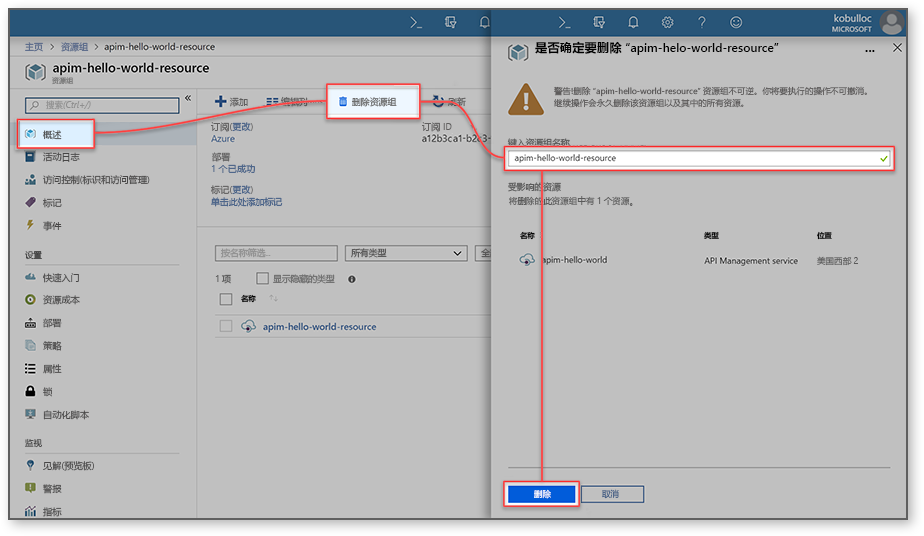 kobulloc
MICROSOFT
主页 > 资源组 > apim-hello-world-resource
apim-hello-world-resource
资源组
搜索(Ctrl+/)
概述
活动日志
访问控制(标识和访问管理)
标记
事件
设置
快速入门
资源成本
部署
策略
属性
锁
自动化脚本
监视
见解(预览板)
警报
指标
添加
编辑列
删除资源组
刷新
订阅(更改)
Azure
订阅 ID
a12b3ca1-b2c3-
部署
1 个已成功
标记(更改)
单击此处添加标记
按名称筛选...
所有类型
1 项
显示隐藏的类型
名称
apim-hello-world-resource
是否确定要删除 “apim-helo-world-resource”
警告!删除 “apim-hello-world-resource” 资源组不可逆。你将要执行的操作不可撤消。
继续操作会永久删除该资源组以及其中的所有资源。
键入资源组名称
apim-hello-world-resource
受影响的资源
将删除的此资源组中有 1 个资源。
名称 类型 位置
apim-hello-world API Management service 美国西部 2
删除
取消